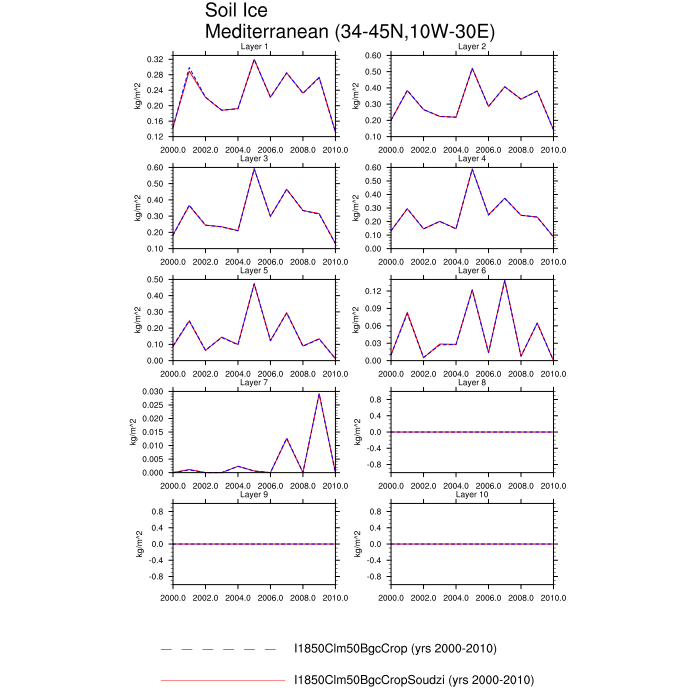 Soil Ice
Mediterranean (34-45N,10W-30E)
Layer 1
kg/m^2
0.32
0.28
0.24
0.20
0.16
0.12
2000.0 2002.0 2004.0 2006.0 2008.0 2010.0
Layer 2
kg/m^2
0.60
0.50
0.40
0.30
0.20
0.10
2000.0 2002.0 2004.0 2006.0 2008.0 2010.0
Layer 3
kg/m^2
0.60
0.50
0.40
0.30
0.20
0.10
2000.0 2002.0 2004.0 2006.0 2008.0 2010.0
Layer 4
kg/m^2
0.60
0.50
0.40
0.30
0.20
0.10
0.00
2000.0 2002.0 2004.0 2006.0 2008.0 2010.0
Layer 5
kg/m^2
0.50
0.40
0.30
0.20
0.10
0.00
2000.0 2002.0 2004.0 2006.0 2008.0 2010.0
Layer 6
kg/m^2
0.12
0.09
0.06
0.03
0.00
2000.0 2002.0 2004.0 2006.0 2008.0 2010.0
Layer 7
kg/m^2
0.030
0.025
0.020
0.015
0.010
0.005
0.000
2000.0 2002.0 2004.0 2006.0 2008.0 2010.0
Layer 8
kg/m^2
0.8
0.4
0.0
-0.4
-0.8
2000.0 2002.0 2004.0 2006.0 2008.0 2010.0
Layer 9
kg/m^2
0.8
0.4
0.0
-0.4
-0.8
2000.0 2002.0 2004.0 2006.0 2008.0 2010.0
Layer 10
kg/m^2
0.8
0.4
0.0
-0.4
-0.8
2000.0 2002.0 2004.0 2006.0 2008.0 2010.0
I1850Clm50BgcCrop (yrs 2000-2010)
I1850Clm50BgcCropSoudzi (yrs 2000-2010)